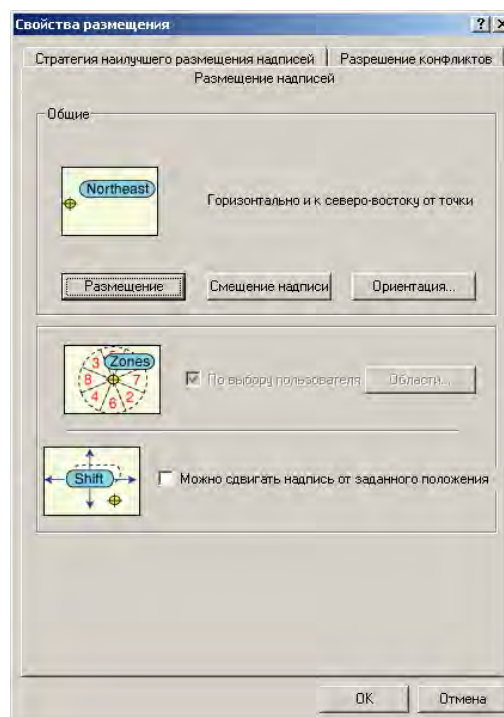 Свойства размещения
Стратегия наилучшего размещения надписей
Разрешение конфликтов
Размещение надписей
Общие
Northeast
Горизонтально и к северо-востоку от точки
Размещение
Смещение надписи
Ориентация...
Zones
3
8
7
4
6
2
По выбору пользователя
Области...
Shift
Можно сдвигать надпись от заданного положения
OK
Отмена